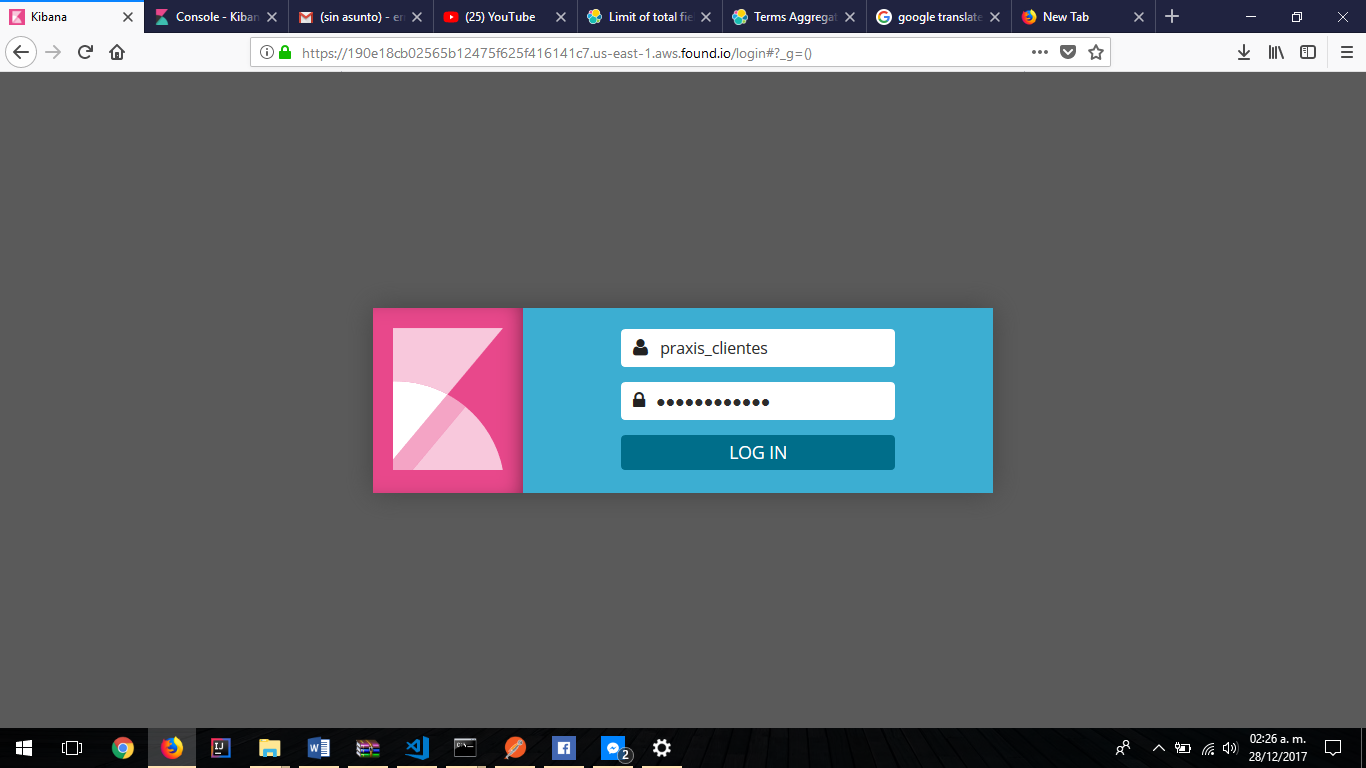 Kibana
Console - Kiban
(sin asunto) - en
(25) YouTube
Limit of total fie
Terms Aggregat
google translate
New Tab
https://190e18cb02565b12475f625f416141c7.us-east-1.aws.found.io/login#?_g=()
praxis_clientes
LOG IN
02:26 a. m.
28/12/2017
2